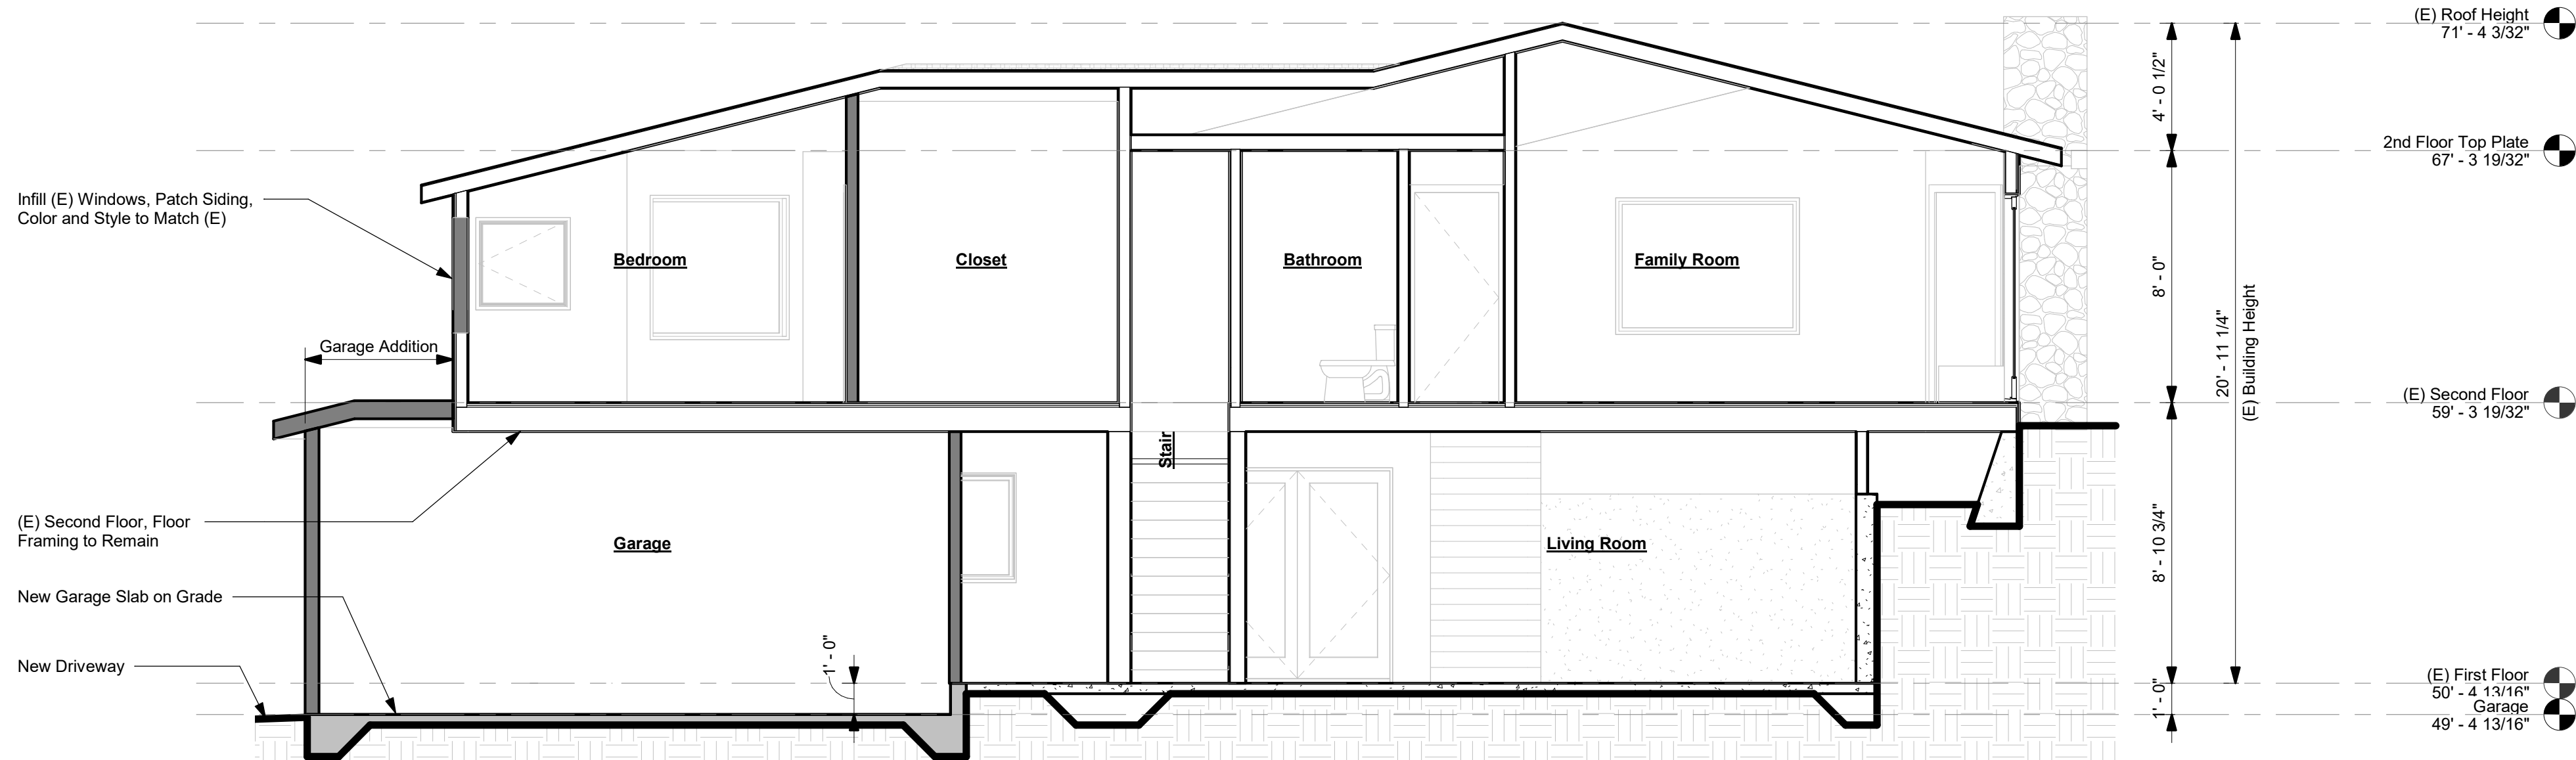 (E) Roof Height
71' - 4 3/32"
4' - 0 1/2"
2nd Floor Top Plate
67' - 3 19/32"
Infill (E) Windows, Patch Siding,
Color and Style to Match (E)
Bedroom
Closet
Bathroom
Family Room
8' - 0"
Garage Addition
20' - 11 1/4"
(E) Building Height
(E) Second Floor
59' - 3 19/32"
Stair
(E) Second Floor, Floor
Framing to Remain
Garage
Living Room
8' - 10 3/4"
New Garage Slab on Grade
New Driveway
1' - 0"
1' - 0"
(E) First Floor
50' - 4 13/16"
Garage
49' - 4 13/16"